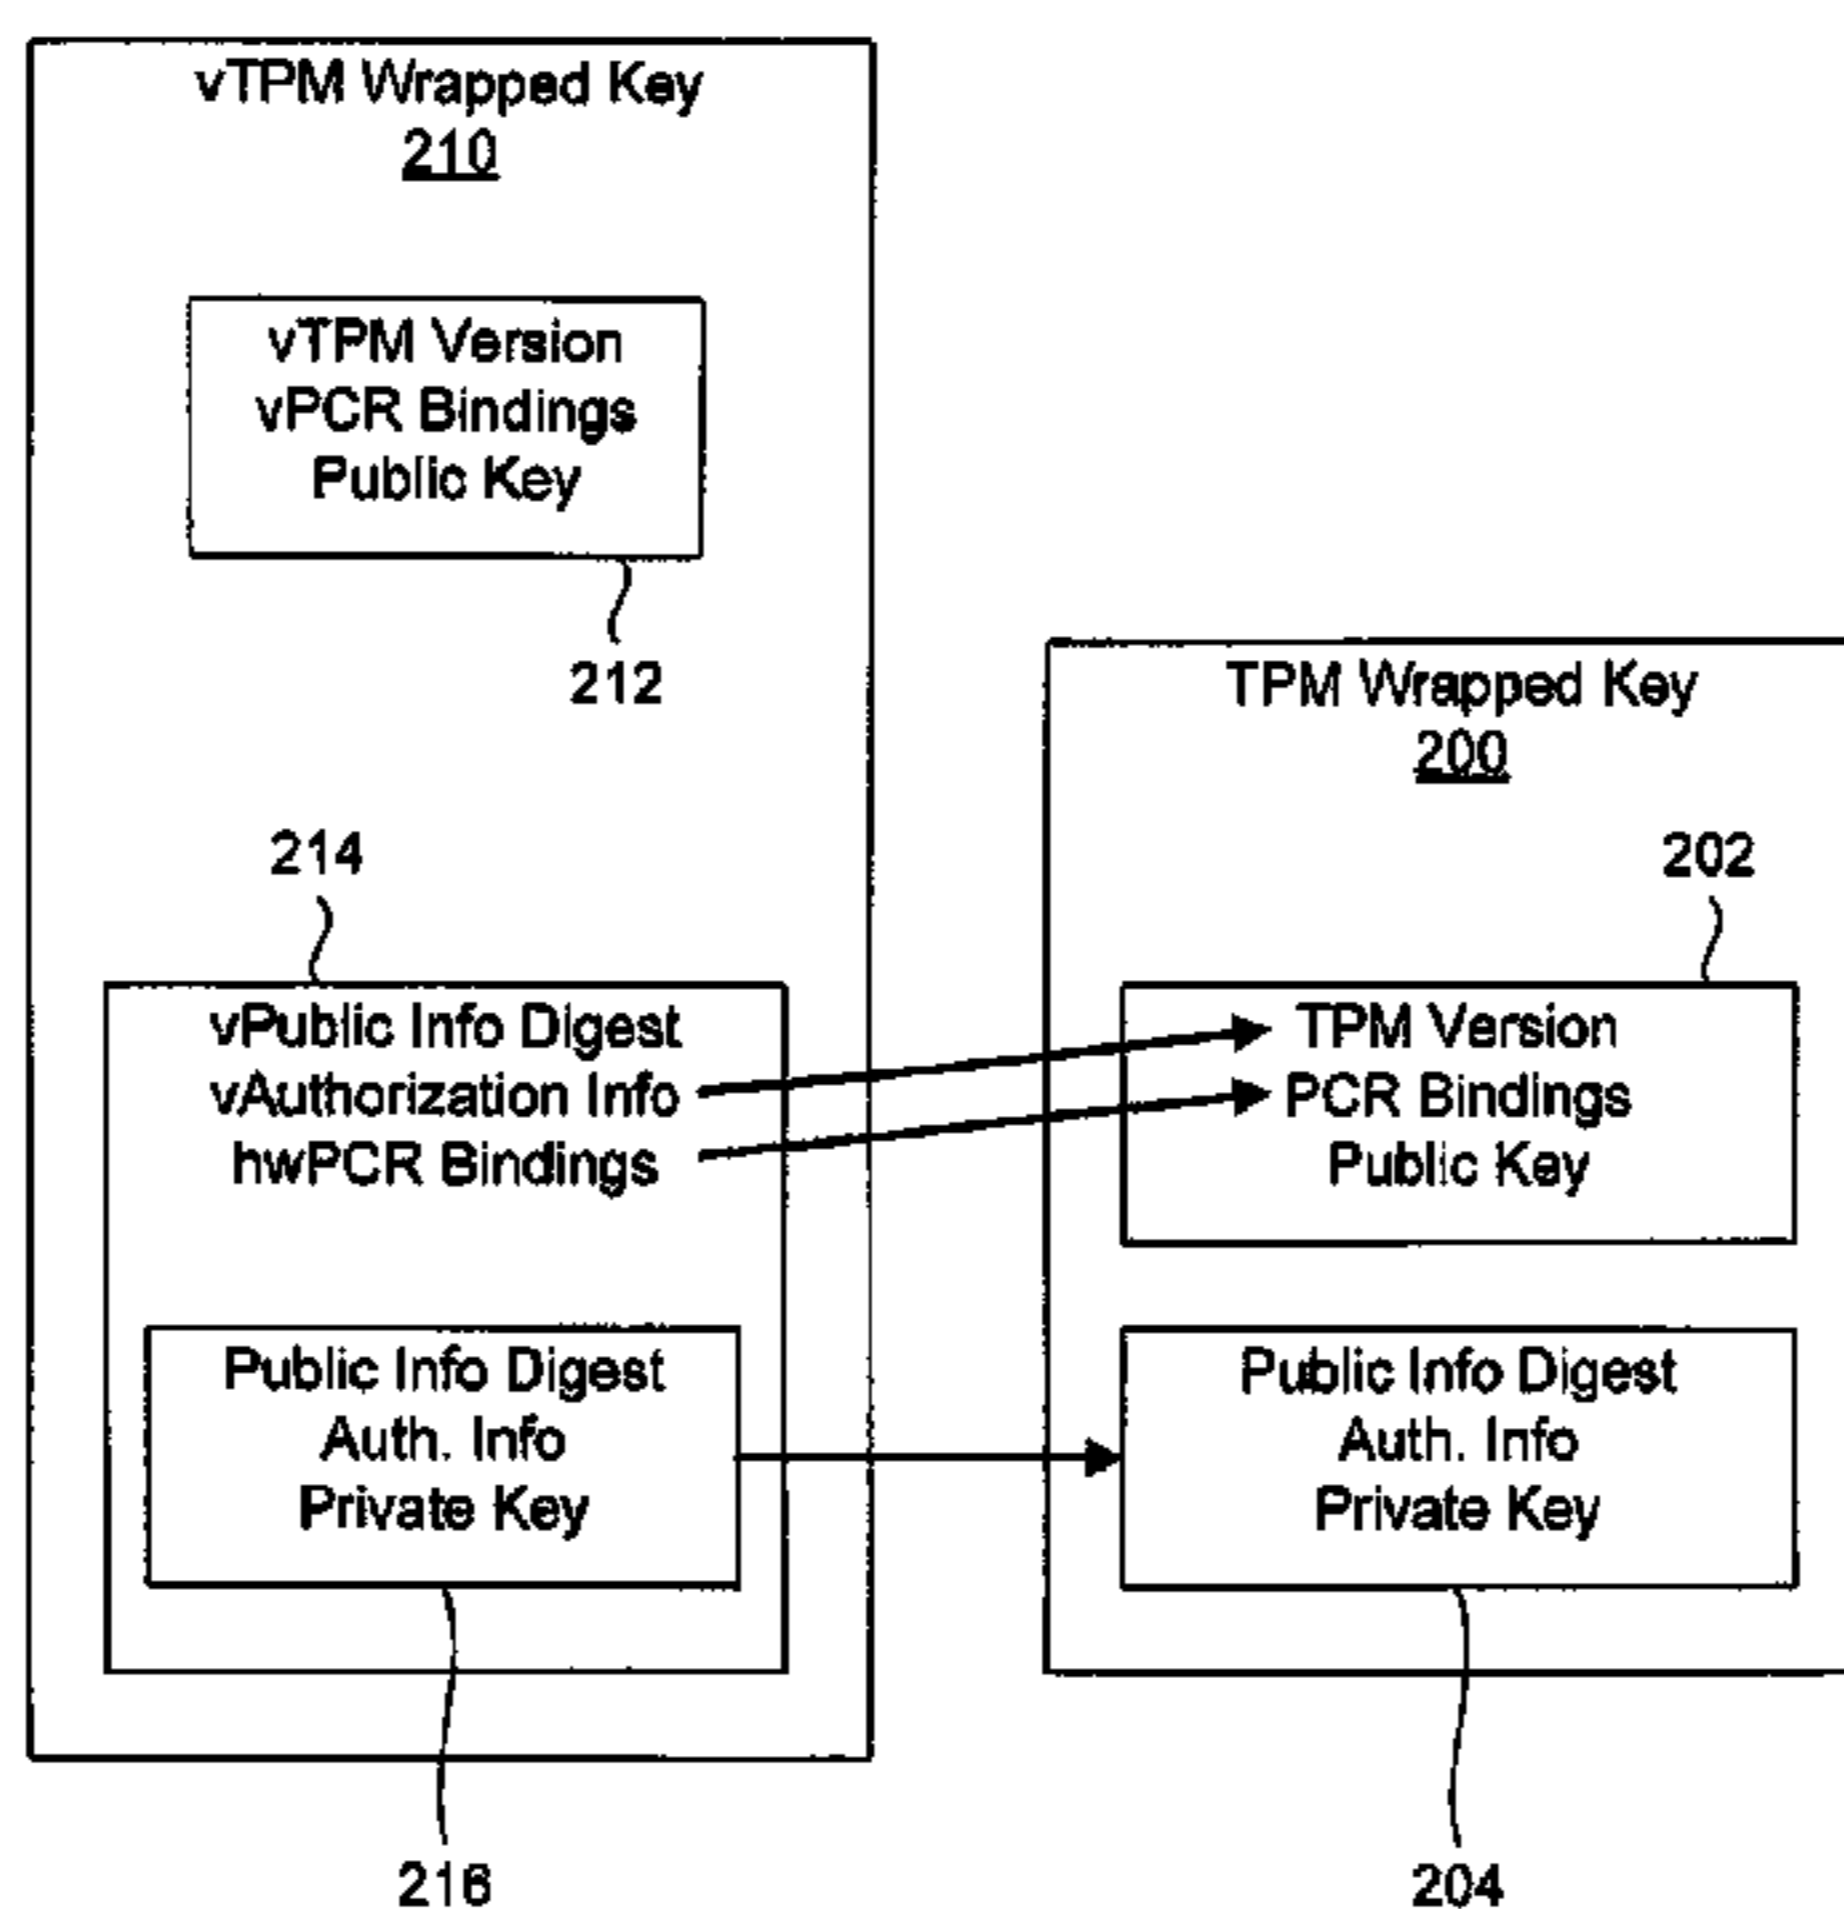 vTPM Wrapped Key
210
vTPM Version
vPCR Bindings
Public Key
212
214
vPublic Info Digest
vAuthorization Info
hwPCR Bindings
Public Info Digest
Auth. Info
Private Key
216
TPM Wrapped Key
200
202
TPM Version
PCR Bindings
Public Key
Public Info Digest
Auth. Info
Private Key
204